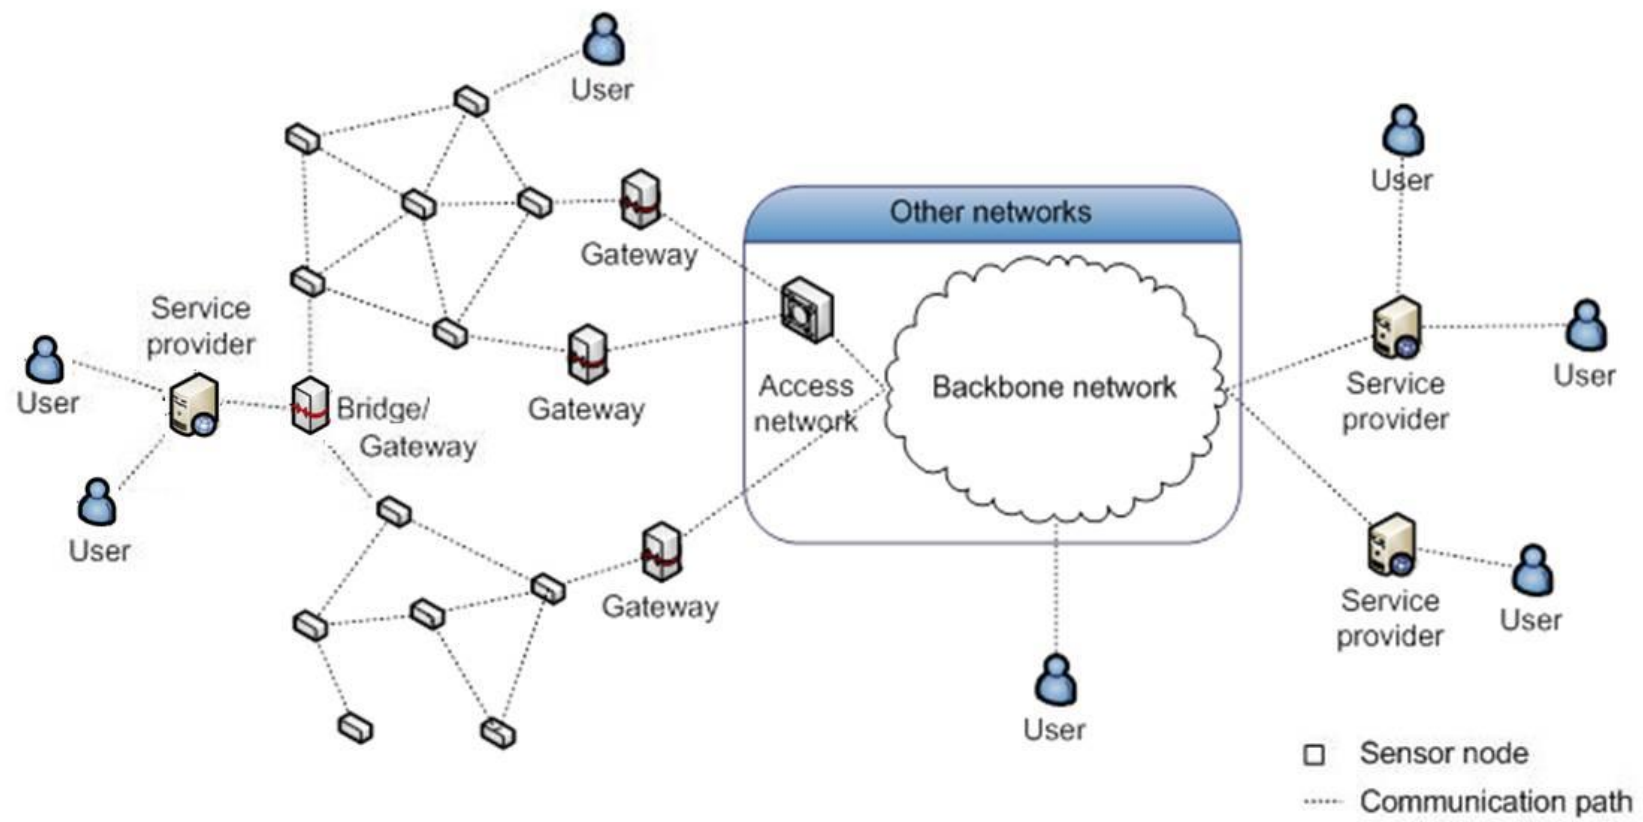 User
User
Other networks
Gateway
Service
provider
Access
network
Backbone network
User
Service
provider
User
Gateway
Bridge/
Gateway
User
Gateway
Service
provider
User
User
Sensor node
Communication path